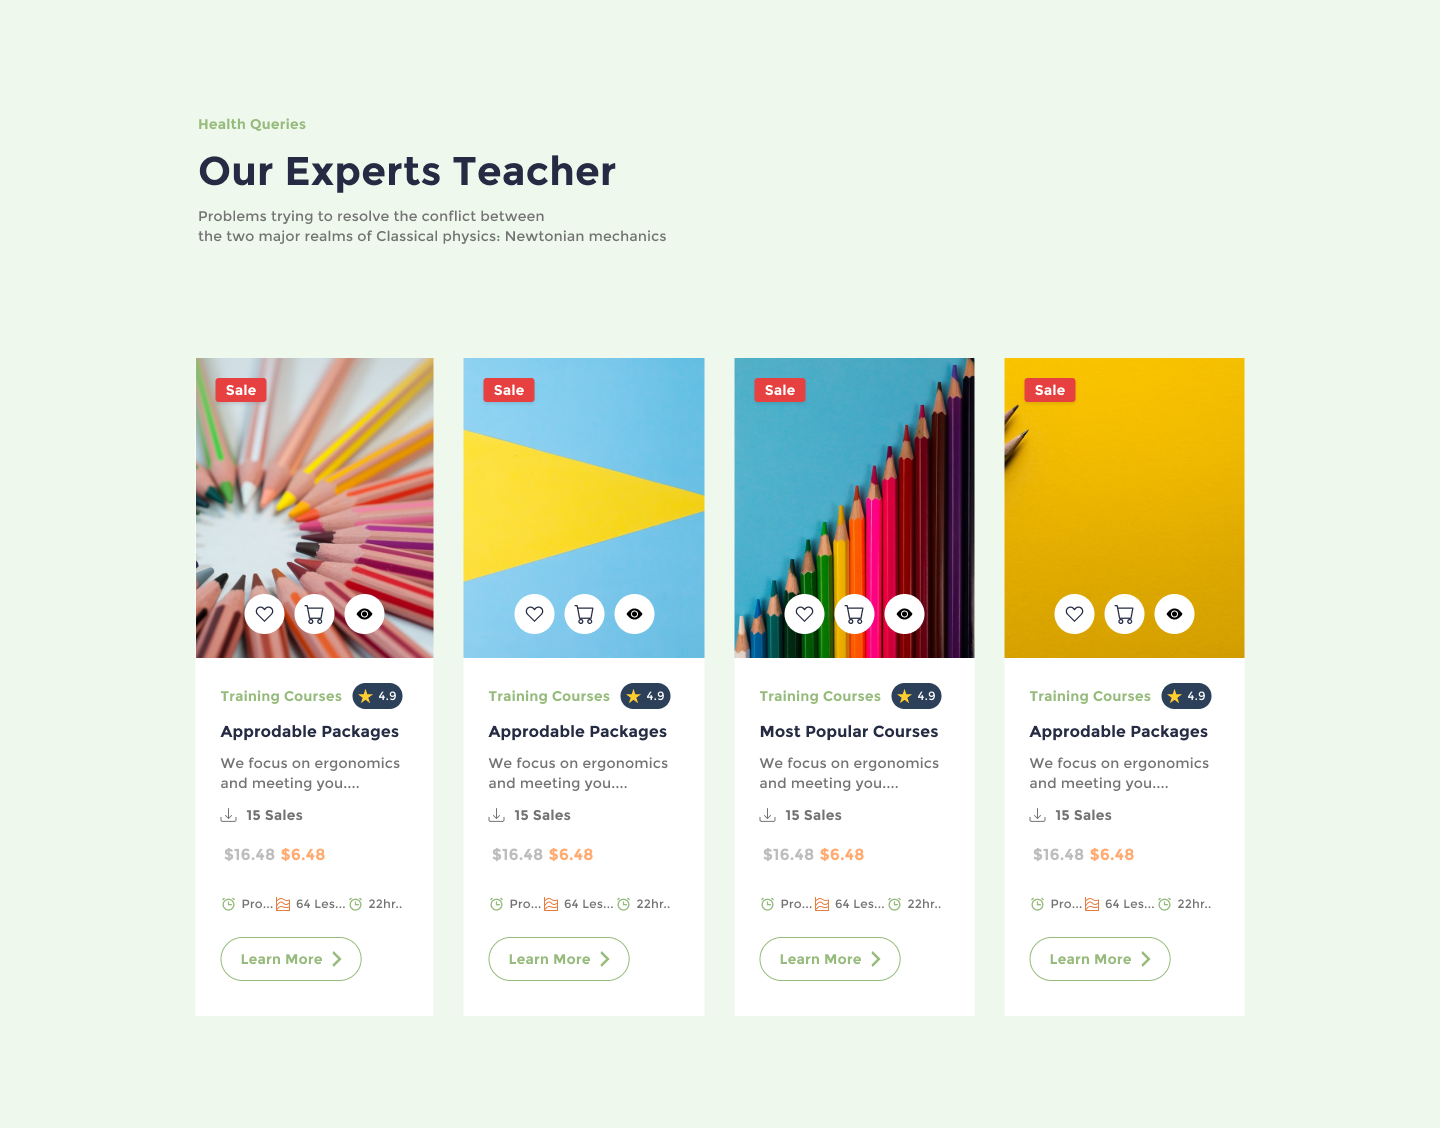 Health Queries
Our Experts Teacher
Problems trying to resolve the conflict between
the two major realms of Classical physics: Newtonian mechanics
Sale
Training Courses
4.9
Approdable Packages
We focus on ergonomics
and meeting you....
15 Sales
$16.48 $6.48
Pro... 64 Les... 22hr..
Learn More
Sale
Training Courses
4.9
Approdable Packages
We focus on ergonomics
and meeting you....
15 Sales
$16.48 $6.48
Pro... 64 Les... 22hr..
Learn More
Sale
Training Courses
4.9
Most Popular Courses
We focus on ergonomics
and meeting you....
15 Sales
$16.48 $6.48
Pro... 64 Les... 22hr..
Learn More
Sale
Training Courses
4.9
Approdable Packages
We focus on ergonomics
and meeting you....
15 Sales
$16.48 $6.48
Pro... 64 Les... 22hr..
Learn More